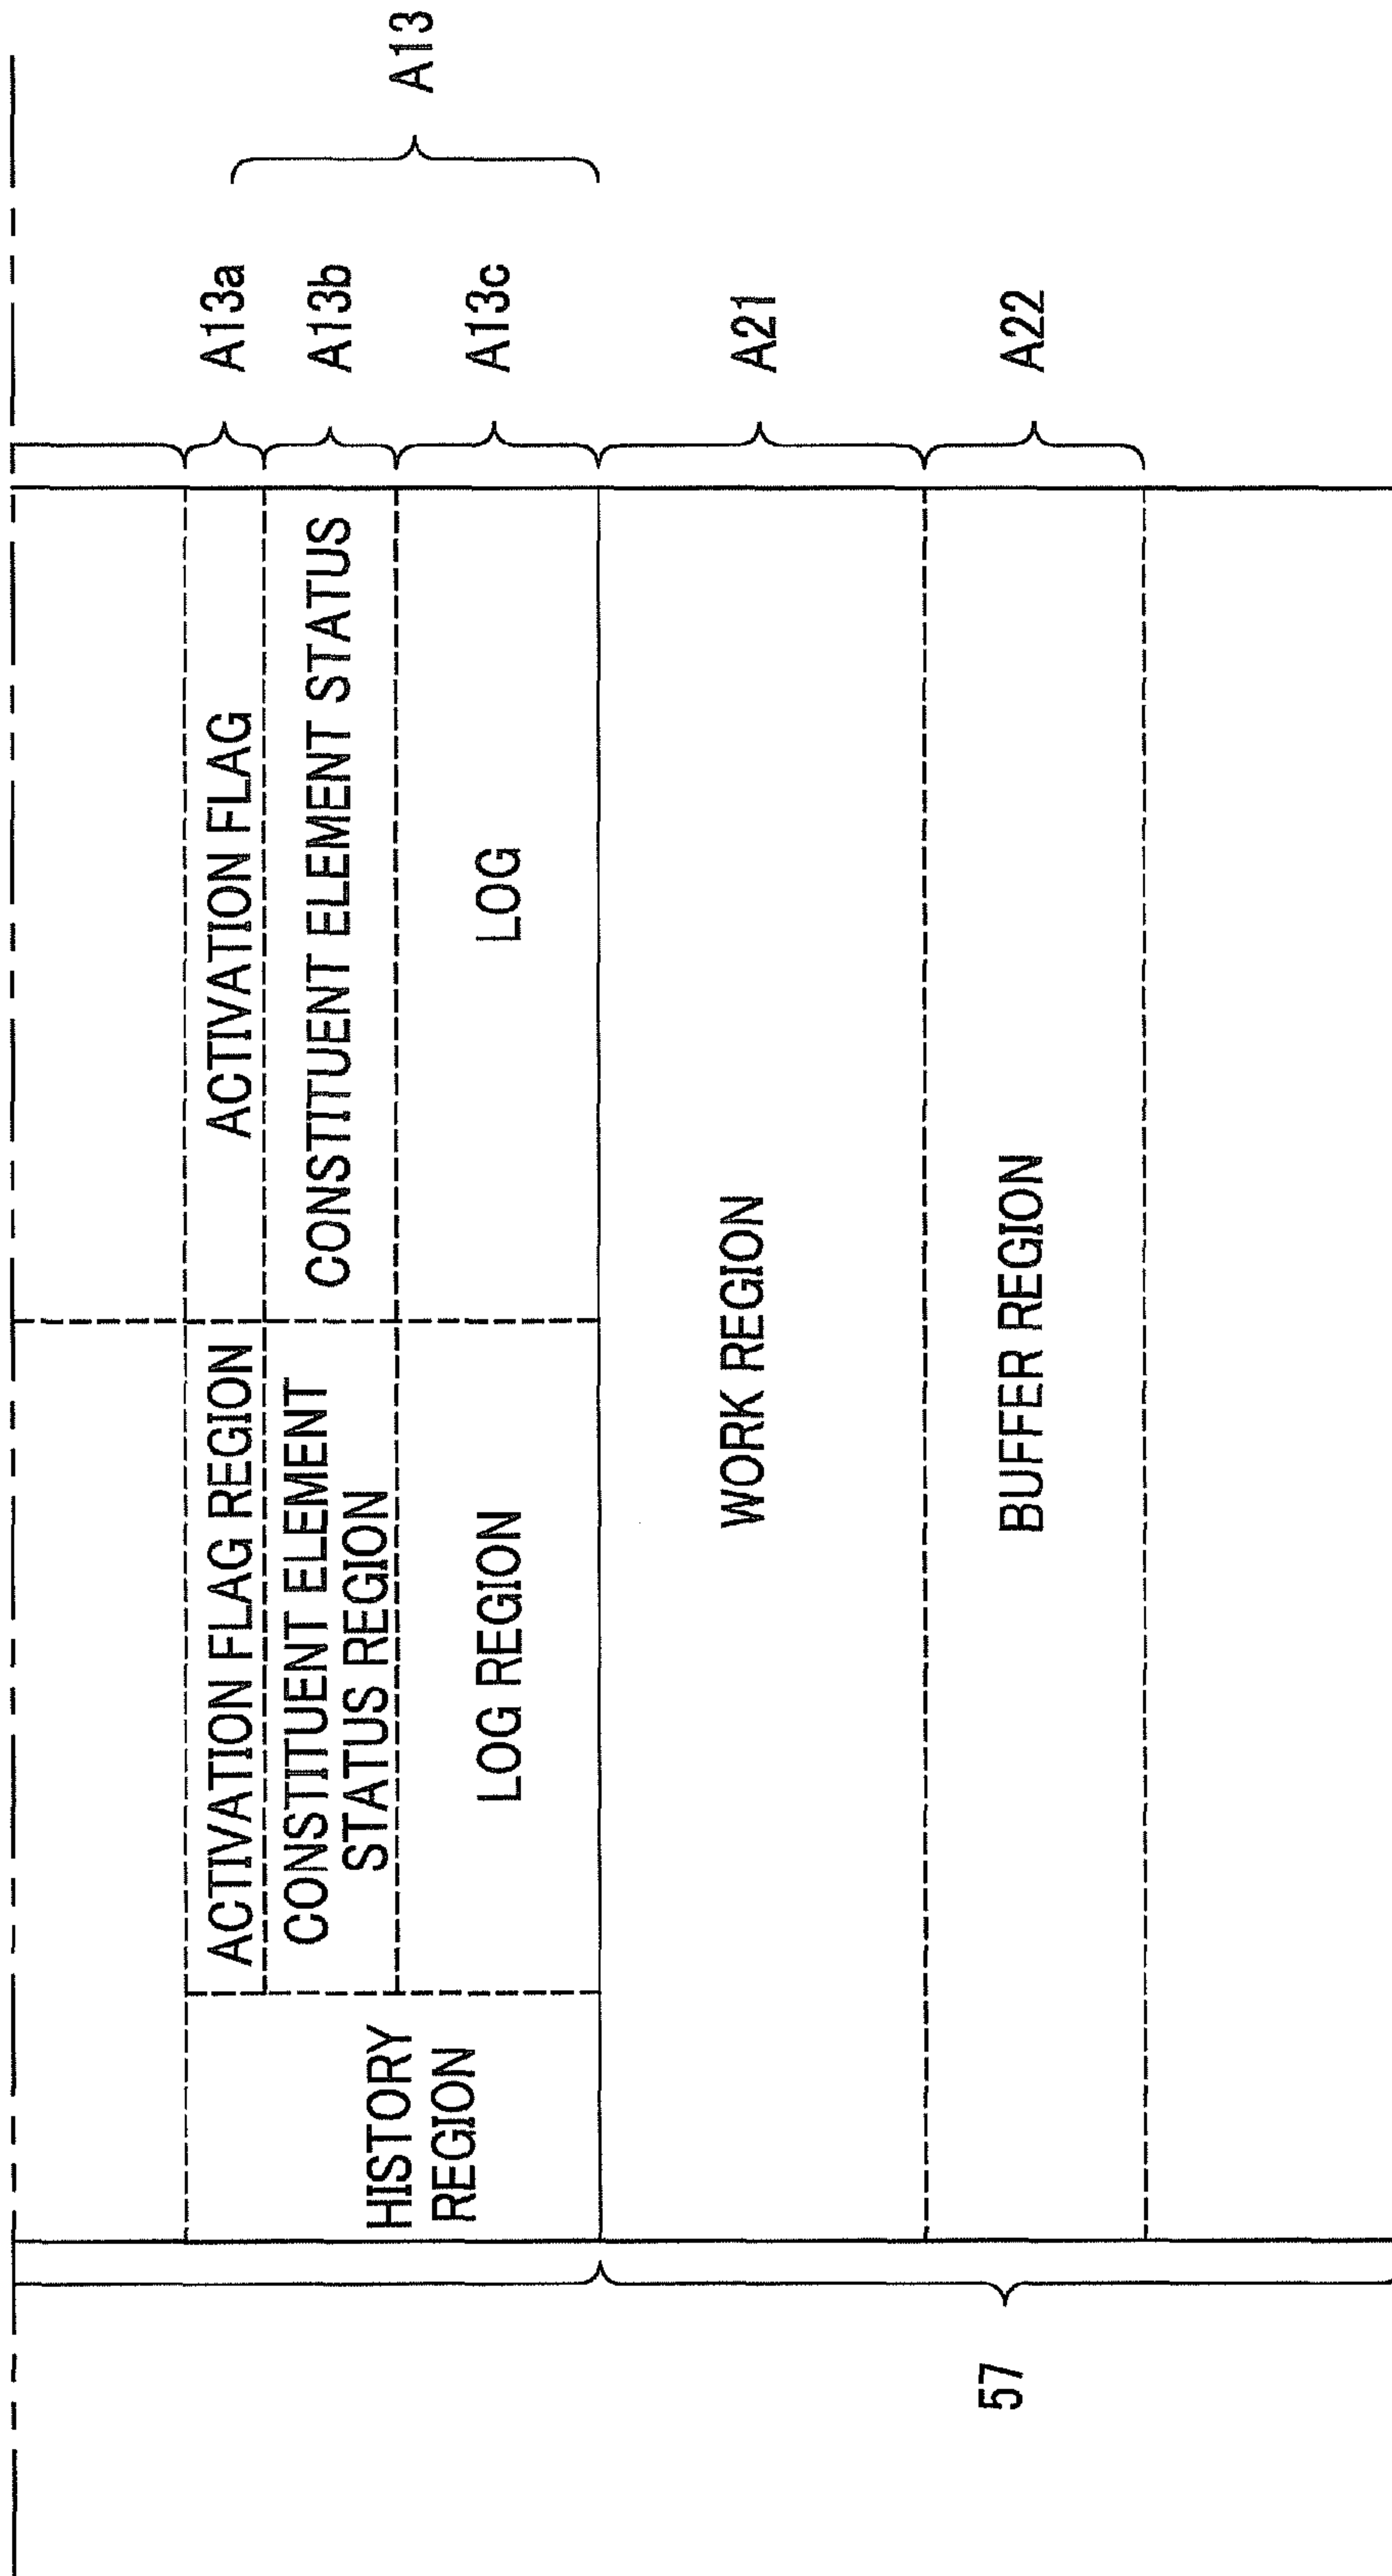 HISTORY
REGION
ACTIVATION FLAG REGION
ACTIVATION FLAG
A13a
CONSTITUENT ELEMENT
STATUS REGION
CONSTITUENT ELEMENT STATUS
A13b
A13
LOG REGION
LOG
A13c
WORK REGION
A21
57
BUFFER REGION
A22